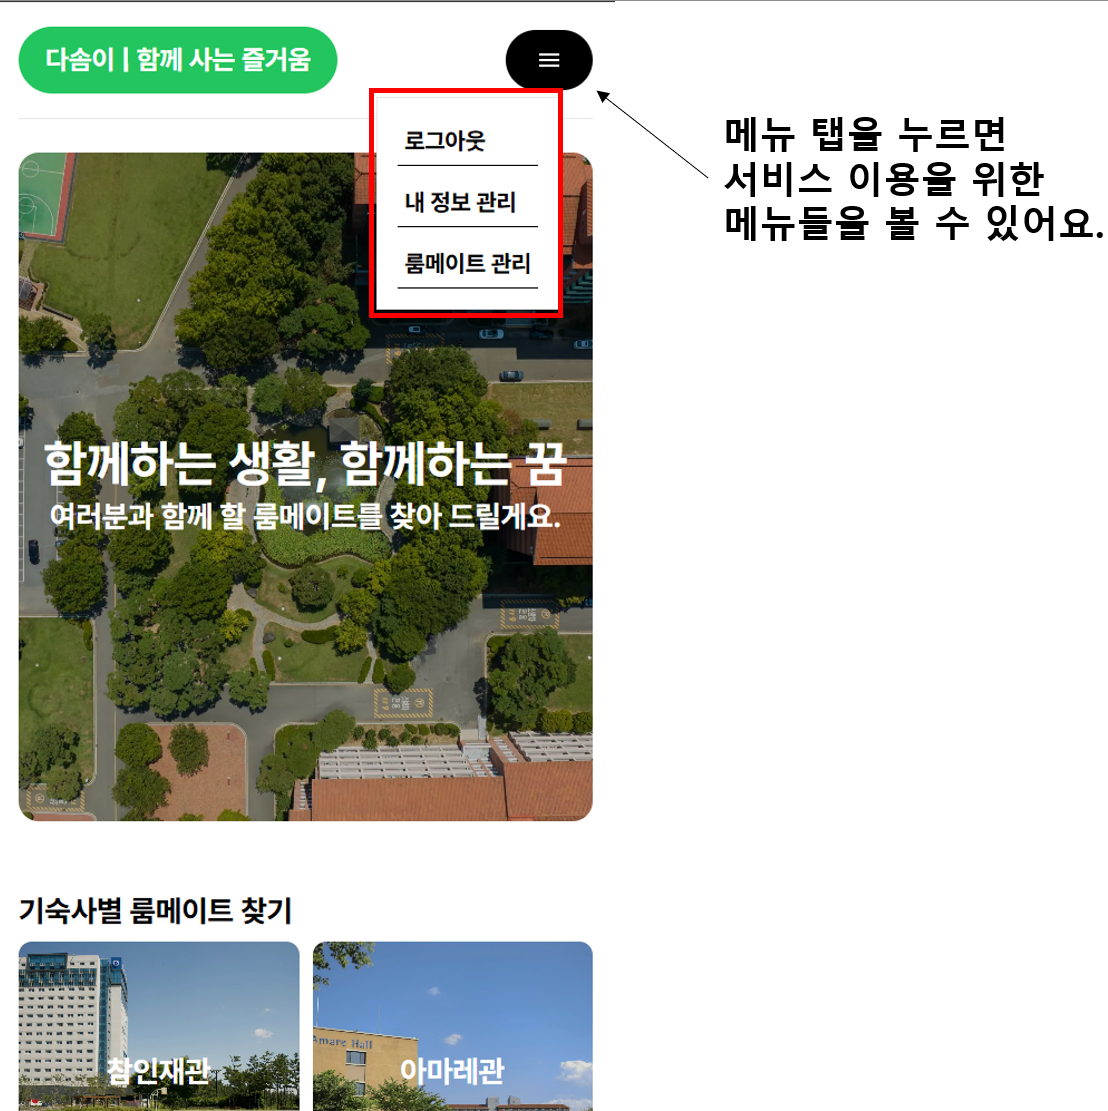 다솜이 | 함께 사는 즐거움
로그아웃
내 정보 관리
룸메이트 관리
메뉴 탭을 누르면
서비스 이용을 위한
메뉴들을 볼 수 있어요.
함께하는 생활, 함께하는 꿈
여러분과 함께 할 룸메이트를 찾아 드릴게요.
기숙사별 룸메이트 찾기
참인재관
Amare Hall
아마레관